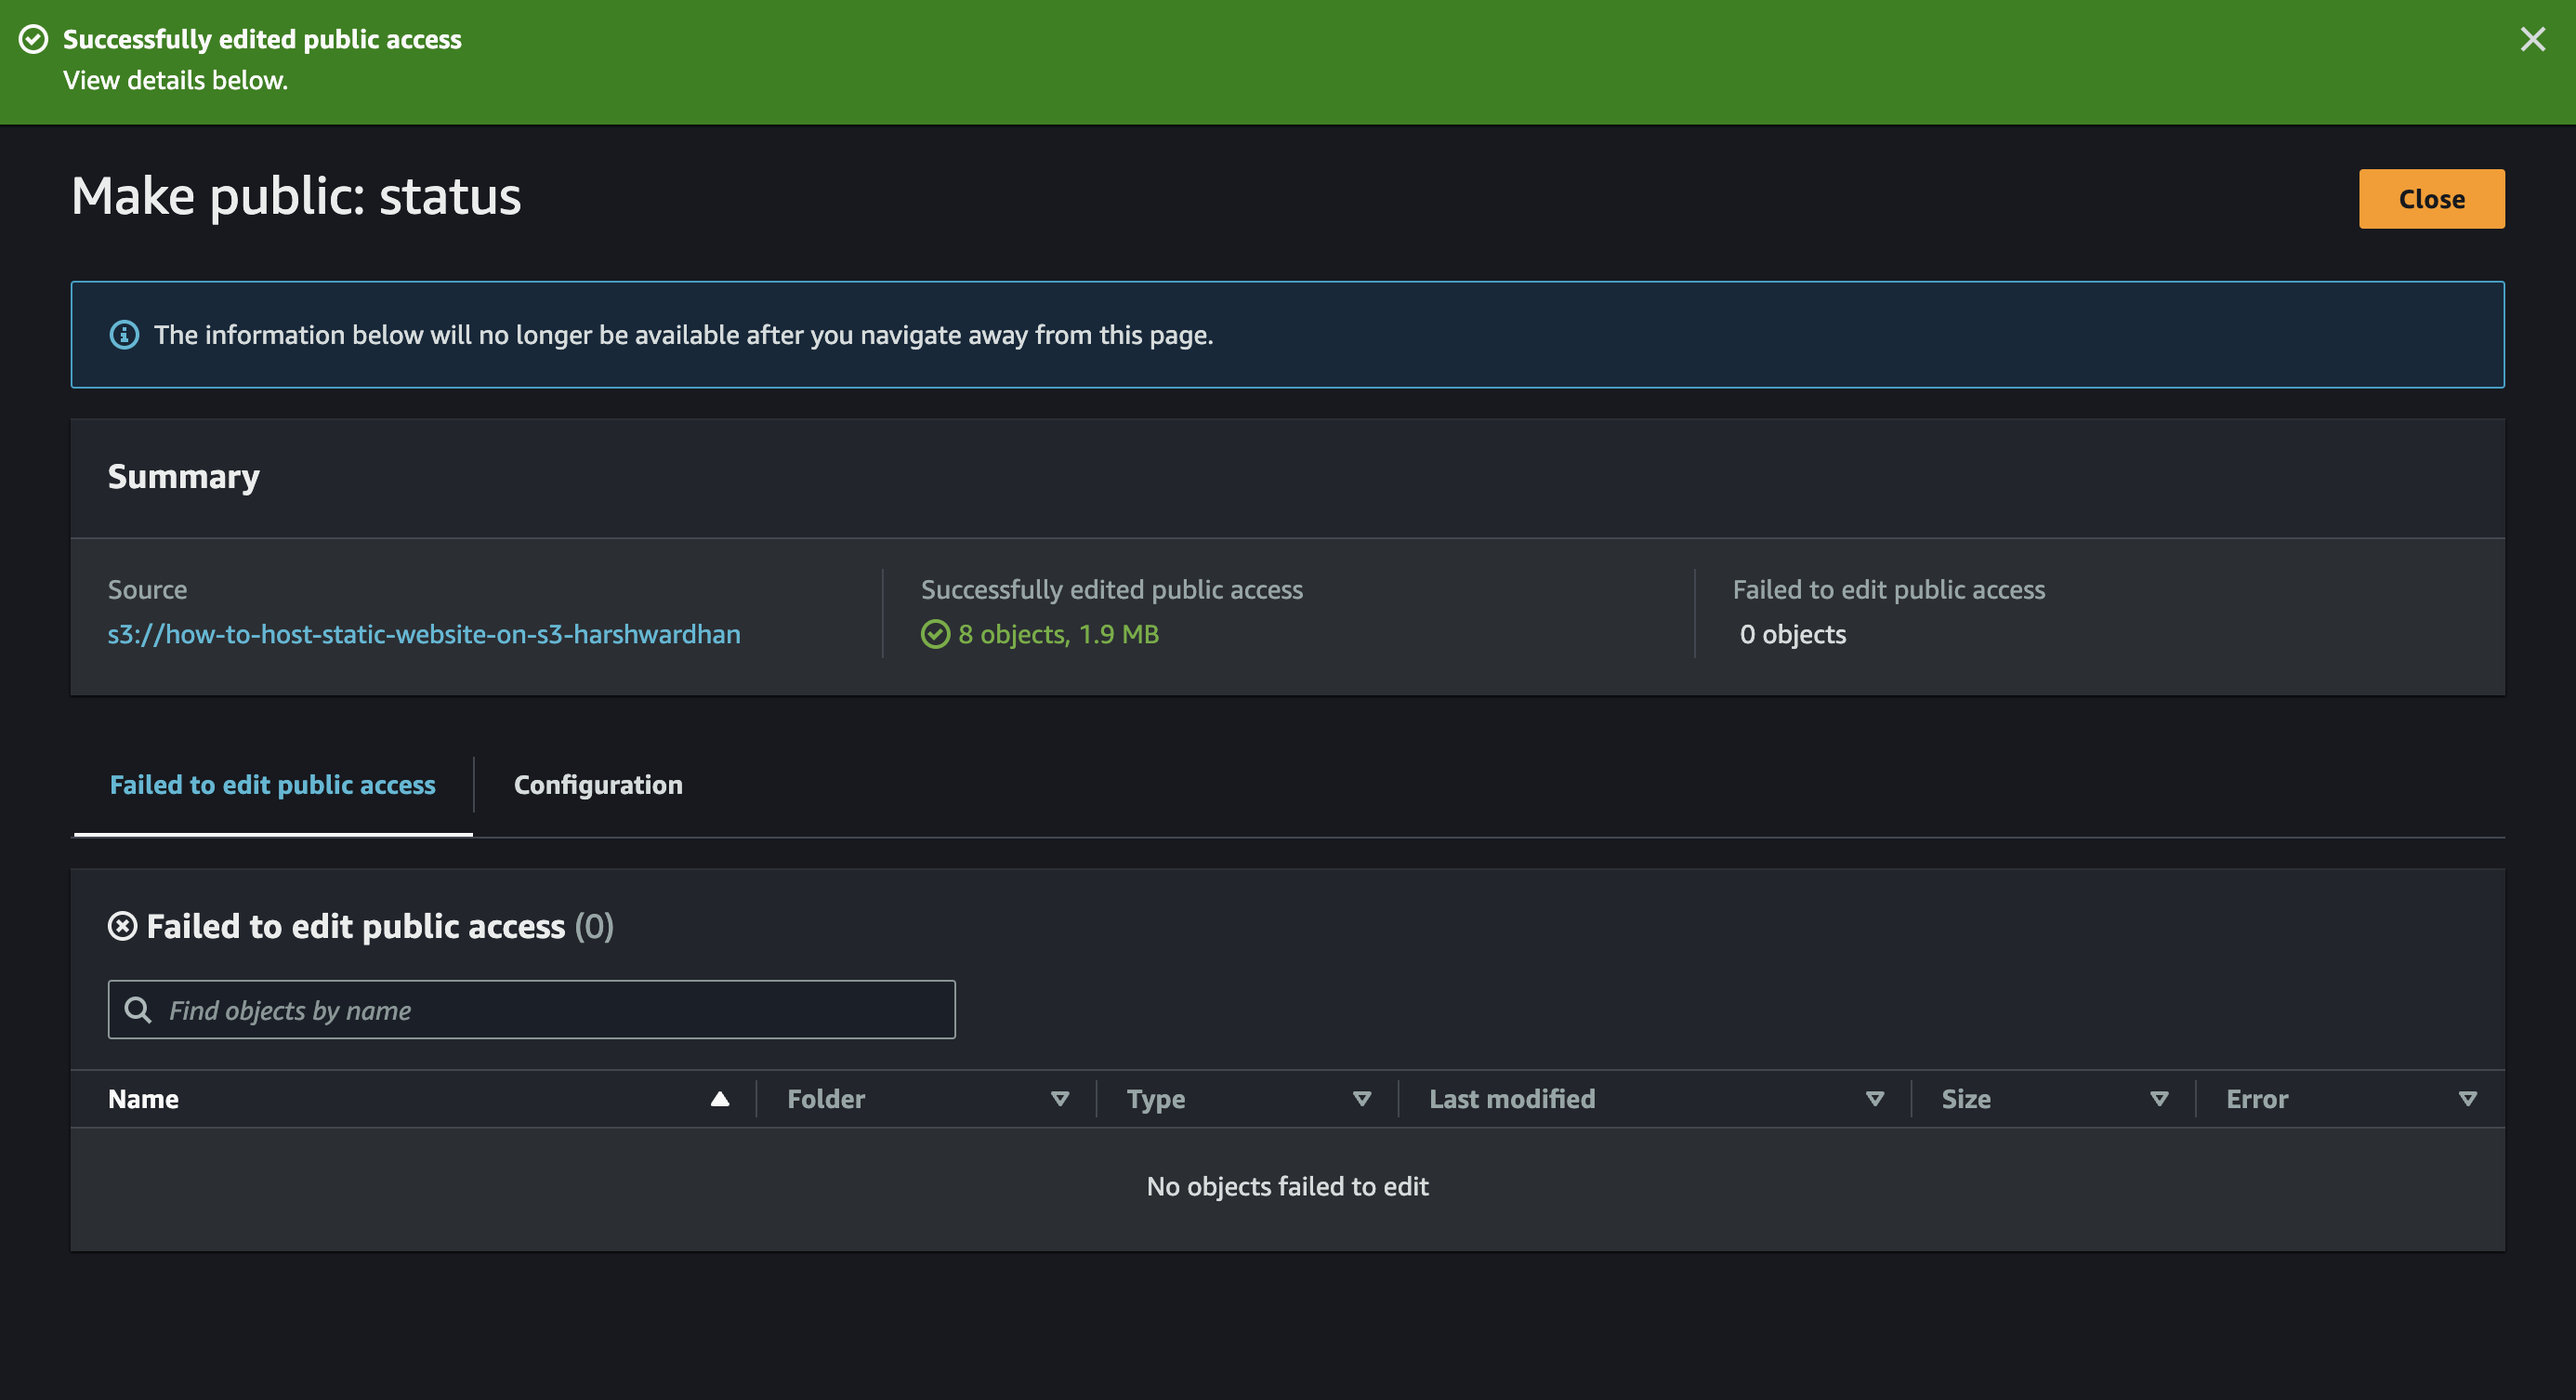 Successfully edited public access
View details below.
Make public: status
Close
The information below will no longer be available after you navigate away from this page.
Summary
Source
s3://how-to-host-static-website-on-s3-harshwardhan
Successfully edited public access
8 objects, 1.9 MB
Failed to edit public access
0 objects
Failed to edit public access
Configuration
Failed to edit public access (0)
Find objects by name
Name Folder Type Last modified Size Error
No objects failed to edit